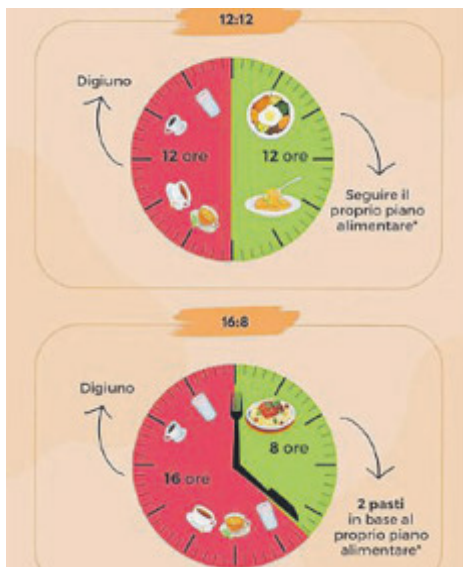 12:12
Digiuno
12 ore
12 ore
Seguire il
proprio piano
alimentare*
16:8
Digiuno
8 ore
16 ore
2 pasti
in base al
proprio piano
alimentare*